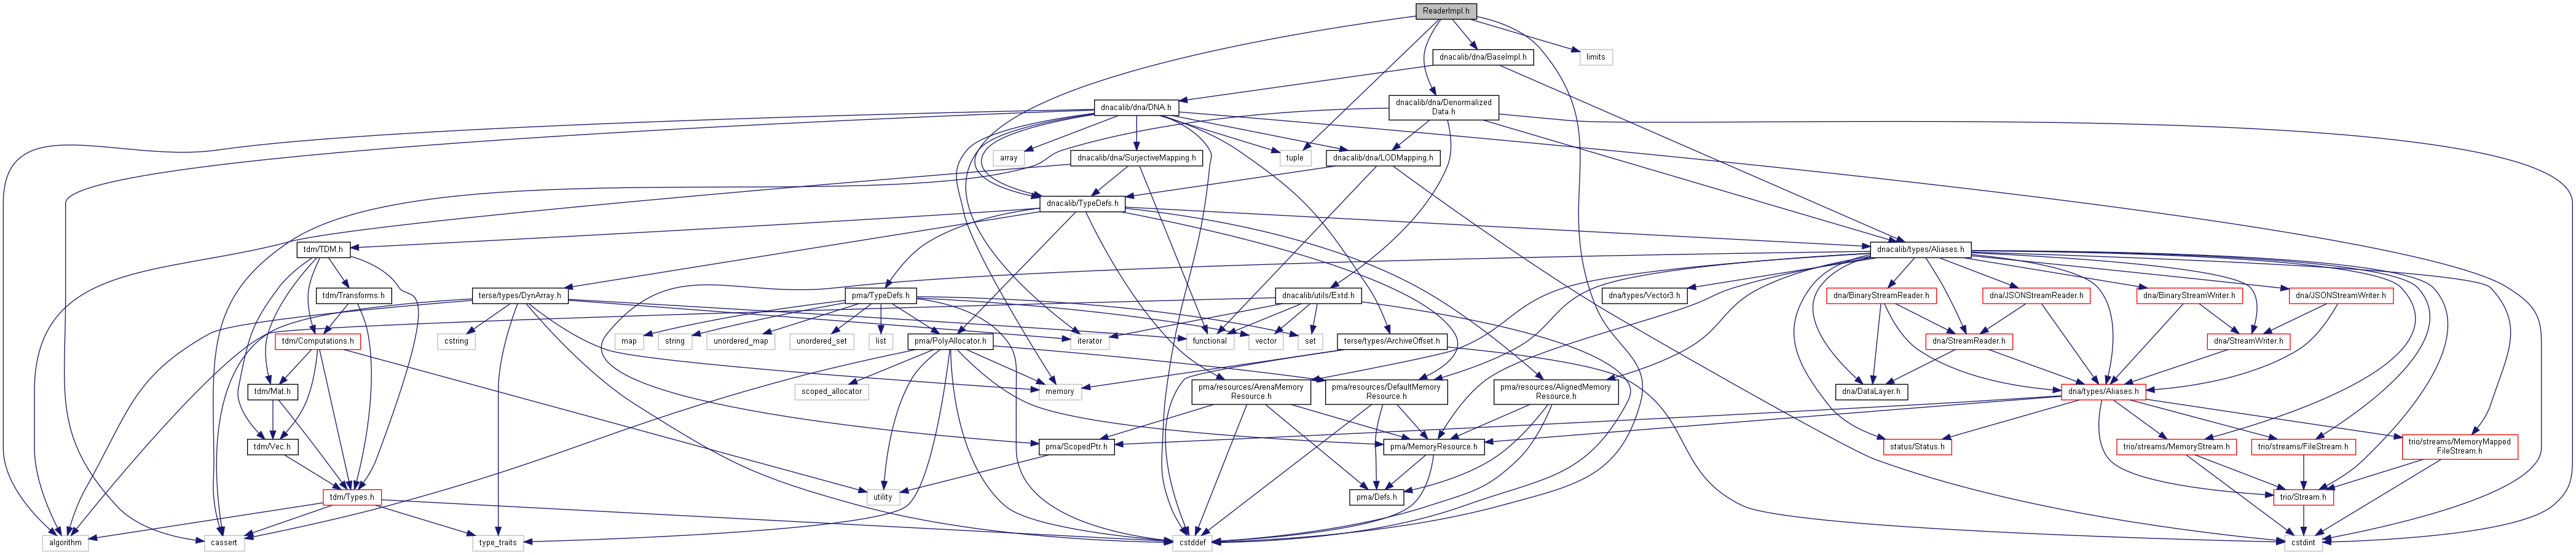 ReaderImpl.h
dnacalib/dna/BaseImpl.h
limits
dnacalib/dna/DNA.h
dnacalib/dna/Denormalized
Data.h
array
dnacalib/dna/SurjectiveMapping.h
tuple
dnacalib/dna/LODMapping.h
dnacalib/TypeDefs.h
tdm/TDM.h
dnacalib/types/Aliases.h
tdm/Transforms.h
terse/types/DynArray.h
pma/TypeDefs.h
dnacalib/utils/Extd.h
dna/types/Vector3.h
dna/BinaryStreamReader.h
dna/JSONStreamReader.h
dna/BinaryStreamWriter.h
dna/JSONStreamWriter.h
tdm/Computations.h
cstring
map
string
unordered_map
unordered_set
list
pma/PolyAllocator.h
iterator
functional
vector
set
terse/types/ArchiveOffset.h
dna/StreamReader.h
dna/StreamWriter.h
tdm/Mat.h
scoped_allocator
memory
pma/resources/ArenaMemory
Resource.h
pma/resources/DefaultMemory
Resource.h
pma/resources/AlignedMemory
Resource.h
dna/DataLayer.h
dna/types/Aliases.h
tdm/Vec.h
pma/ScopedPtr.h
pma/MemoryResource.h
status/Status.h
trio/streams/MemoryStream.h
trio/streams/FileStream.h
trio/streams/MemoryMapped
FileStream.h
tdm/Types.h
utility
pma/Defs.h
trio/Stream.h
algorithm
cassert
type_traits
cstddef
cstdint